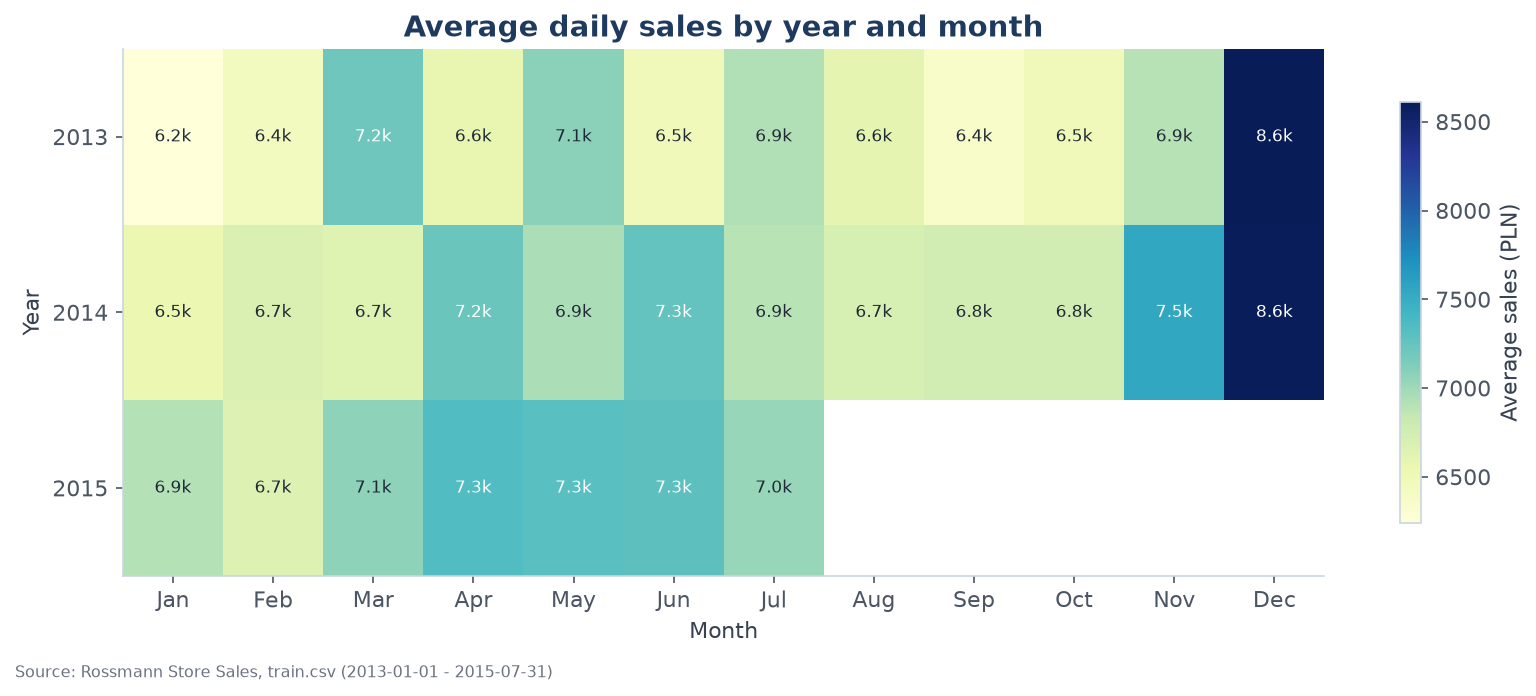 Average daily sales by year and month
2013 6.2k 6.4k 7.2k 6.6k 7.1k 6.5k 6.9k 6.6k 6.4k 6.5k 6.9k 8.6k
2014 6.5k 6.7k 6.7k 7.2k 6.9k 7.3k 6.9k 6.7k 6.8k 6.8k 7.5k 8.6k
2015 6.9k 6.7k 7.1k 7.3k 7.3k 7.3k 7.0k
Year
Jan Feb Mar Apr May Jun Jul Aug Sep Oct Nov Dec
Month
8500
8000
7500
7000
6500
Average sales (PLN)
Source: Rossmann Store Sales, train.csv (2013-01-01 - 2015-07-31)